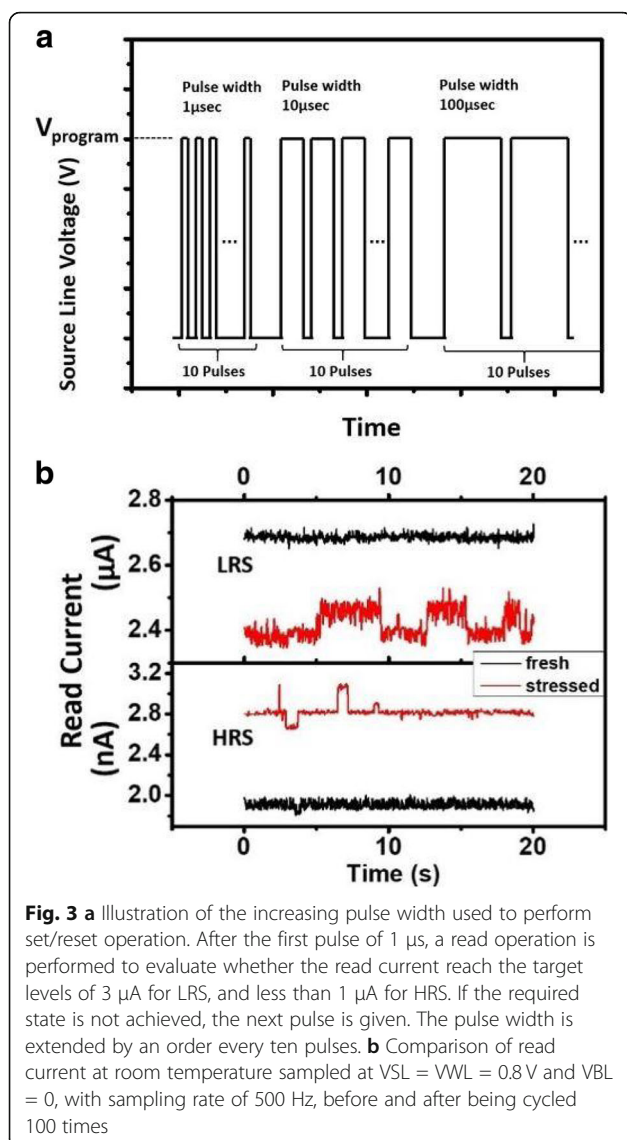 a
Pulse width
1μsec
Pulse width
10μsec
Pulse width
100μsec
Vprogram
Source Line Voltage (V)
...
...
...
10 Pulses
10 Pulses
10 Pulses
Time
b
0 10 20
2.8
2.6
2.4
LRS
fresh
stressed
3.2
2.8
2.0
HRS
Read Current
(nA) (μA)
0 10 20
Time (s)
Fig. 3 a Illustration of the increasing pulse width used to perform
set/reset operation. After the first pulse of 1 μs, a read operation is
performed to evaluate whether the read current reach the target
levels of 3 μA for LRS, and less than 1 μA for HRS. If the required
state is not achieved, the next pulse is given. The pulse width is
extended by an order every ten pulses. b Comparison of read
current at room temperature sampled at VSL = VWL = 0.8 V and VBL
= 0, with sampling rate of 500 Hz, before and after being cycled
100 times